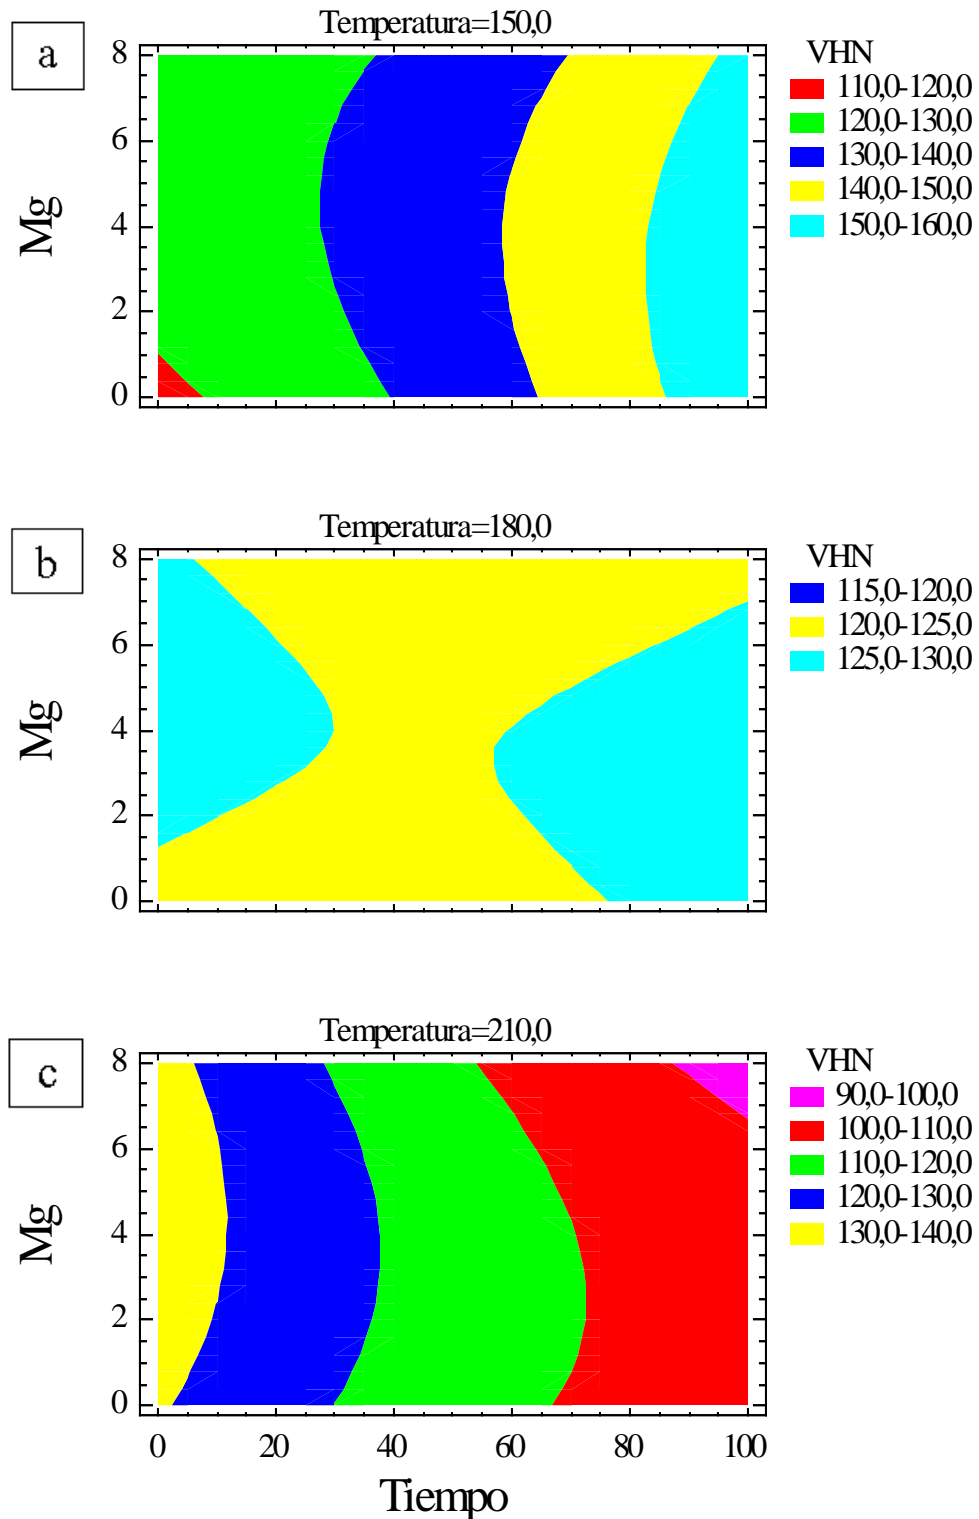 a
Temperatura=150,0
VHN
110,0-120,0
120,0-130,0
130,0-140,0
140,0-150,0
150,0-160,0
Mg
8
6
4
2
0
b
Temperatura=180,0
VHN
115,0-120,0
120,0-125,0
125,0-130,0
Mg
8
6
4
2
0
c
Temperatura=210,0
VHN
90,0-100,0
100,0-110,0
110,0-120,0
120,0-130,0
130,0-140,0
Mg
8
6
4
2
0
0 20 40 60 80 100
Tiempo